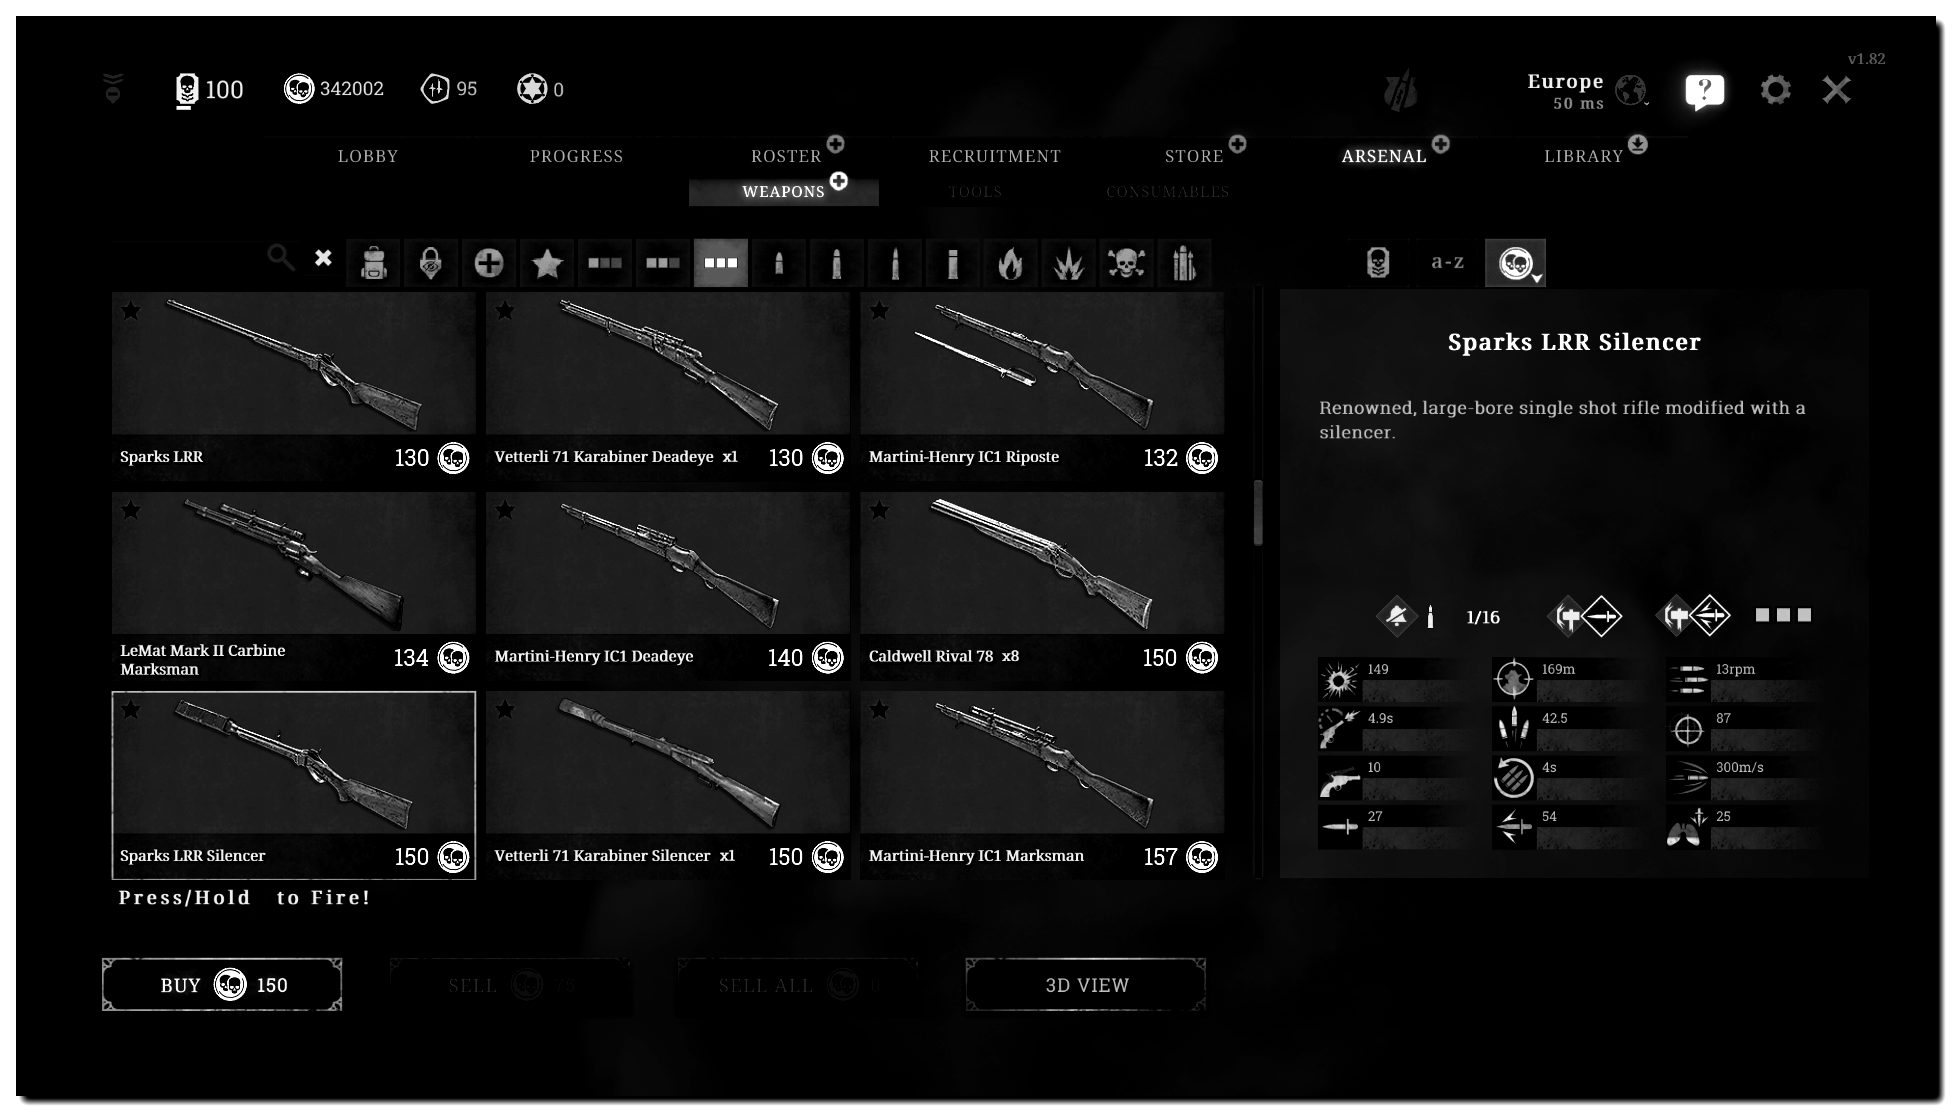 v1.82
100 342002 95 0
Europe
50 ms
?
LOBBY PROGRESS ROSTER RECRUITMENT STORE ARSENAL LIBRARY
WEAPONS TOOLS CONSUMABLES
a-z
Sparks LRR 130
Vetterli 71 Karabiner Deadeye x1 130
Martini-Henry IC1 Riposte 132
LeMat Mark II Carbine
Marksman 134
Martini-Henry IC1 Deadeye 140
Caldwell Rival 78 x8 150
Sparks LRR Silencer 150
Vetterli 71 Karabiner Silencer x1 150
Martini-Henry IC1 Marksman 157
Press/Hold to Fire!
BUY 150
SELL 75
SELL ALL 0
3D VIEW
Sparks LRR Silencer
Renowned, large-bore single shot rifle modified with a
silencer.
1/16
149 169m 13rpm
4.9s 42.5 87
10 4s 300m/s
27 54 25